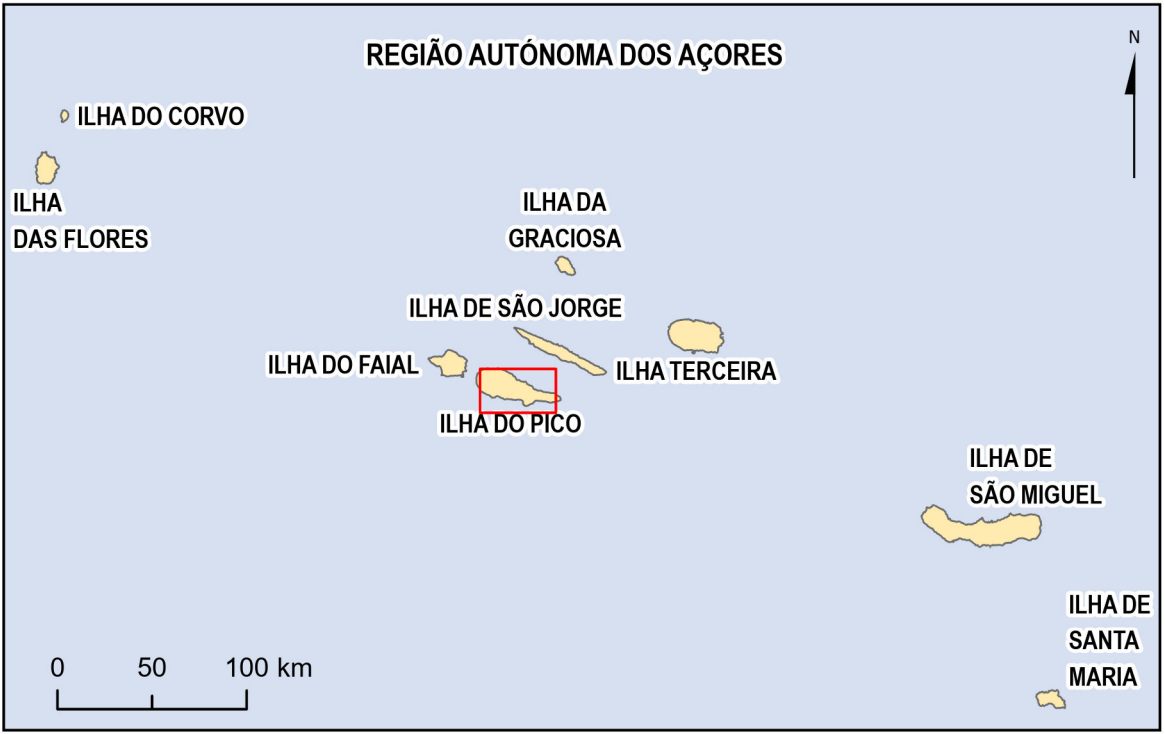 REGIÃO AUTÓNOMA DOS AÇORES
N
ILHA DO CORVO
ILHA
DAS FLORES
ILHA DA
GRACIOSA
ILHA DE SÃO JORGE
ILHA DO FAIAL
ILHA TERCEIRA
ILHA DO PICO
ILHA DE
SÃO MIGUEL
ILHA DE
SANTA
MARIA
0 50 100 km